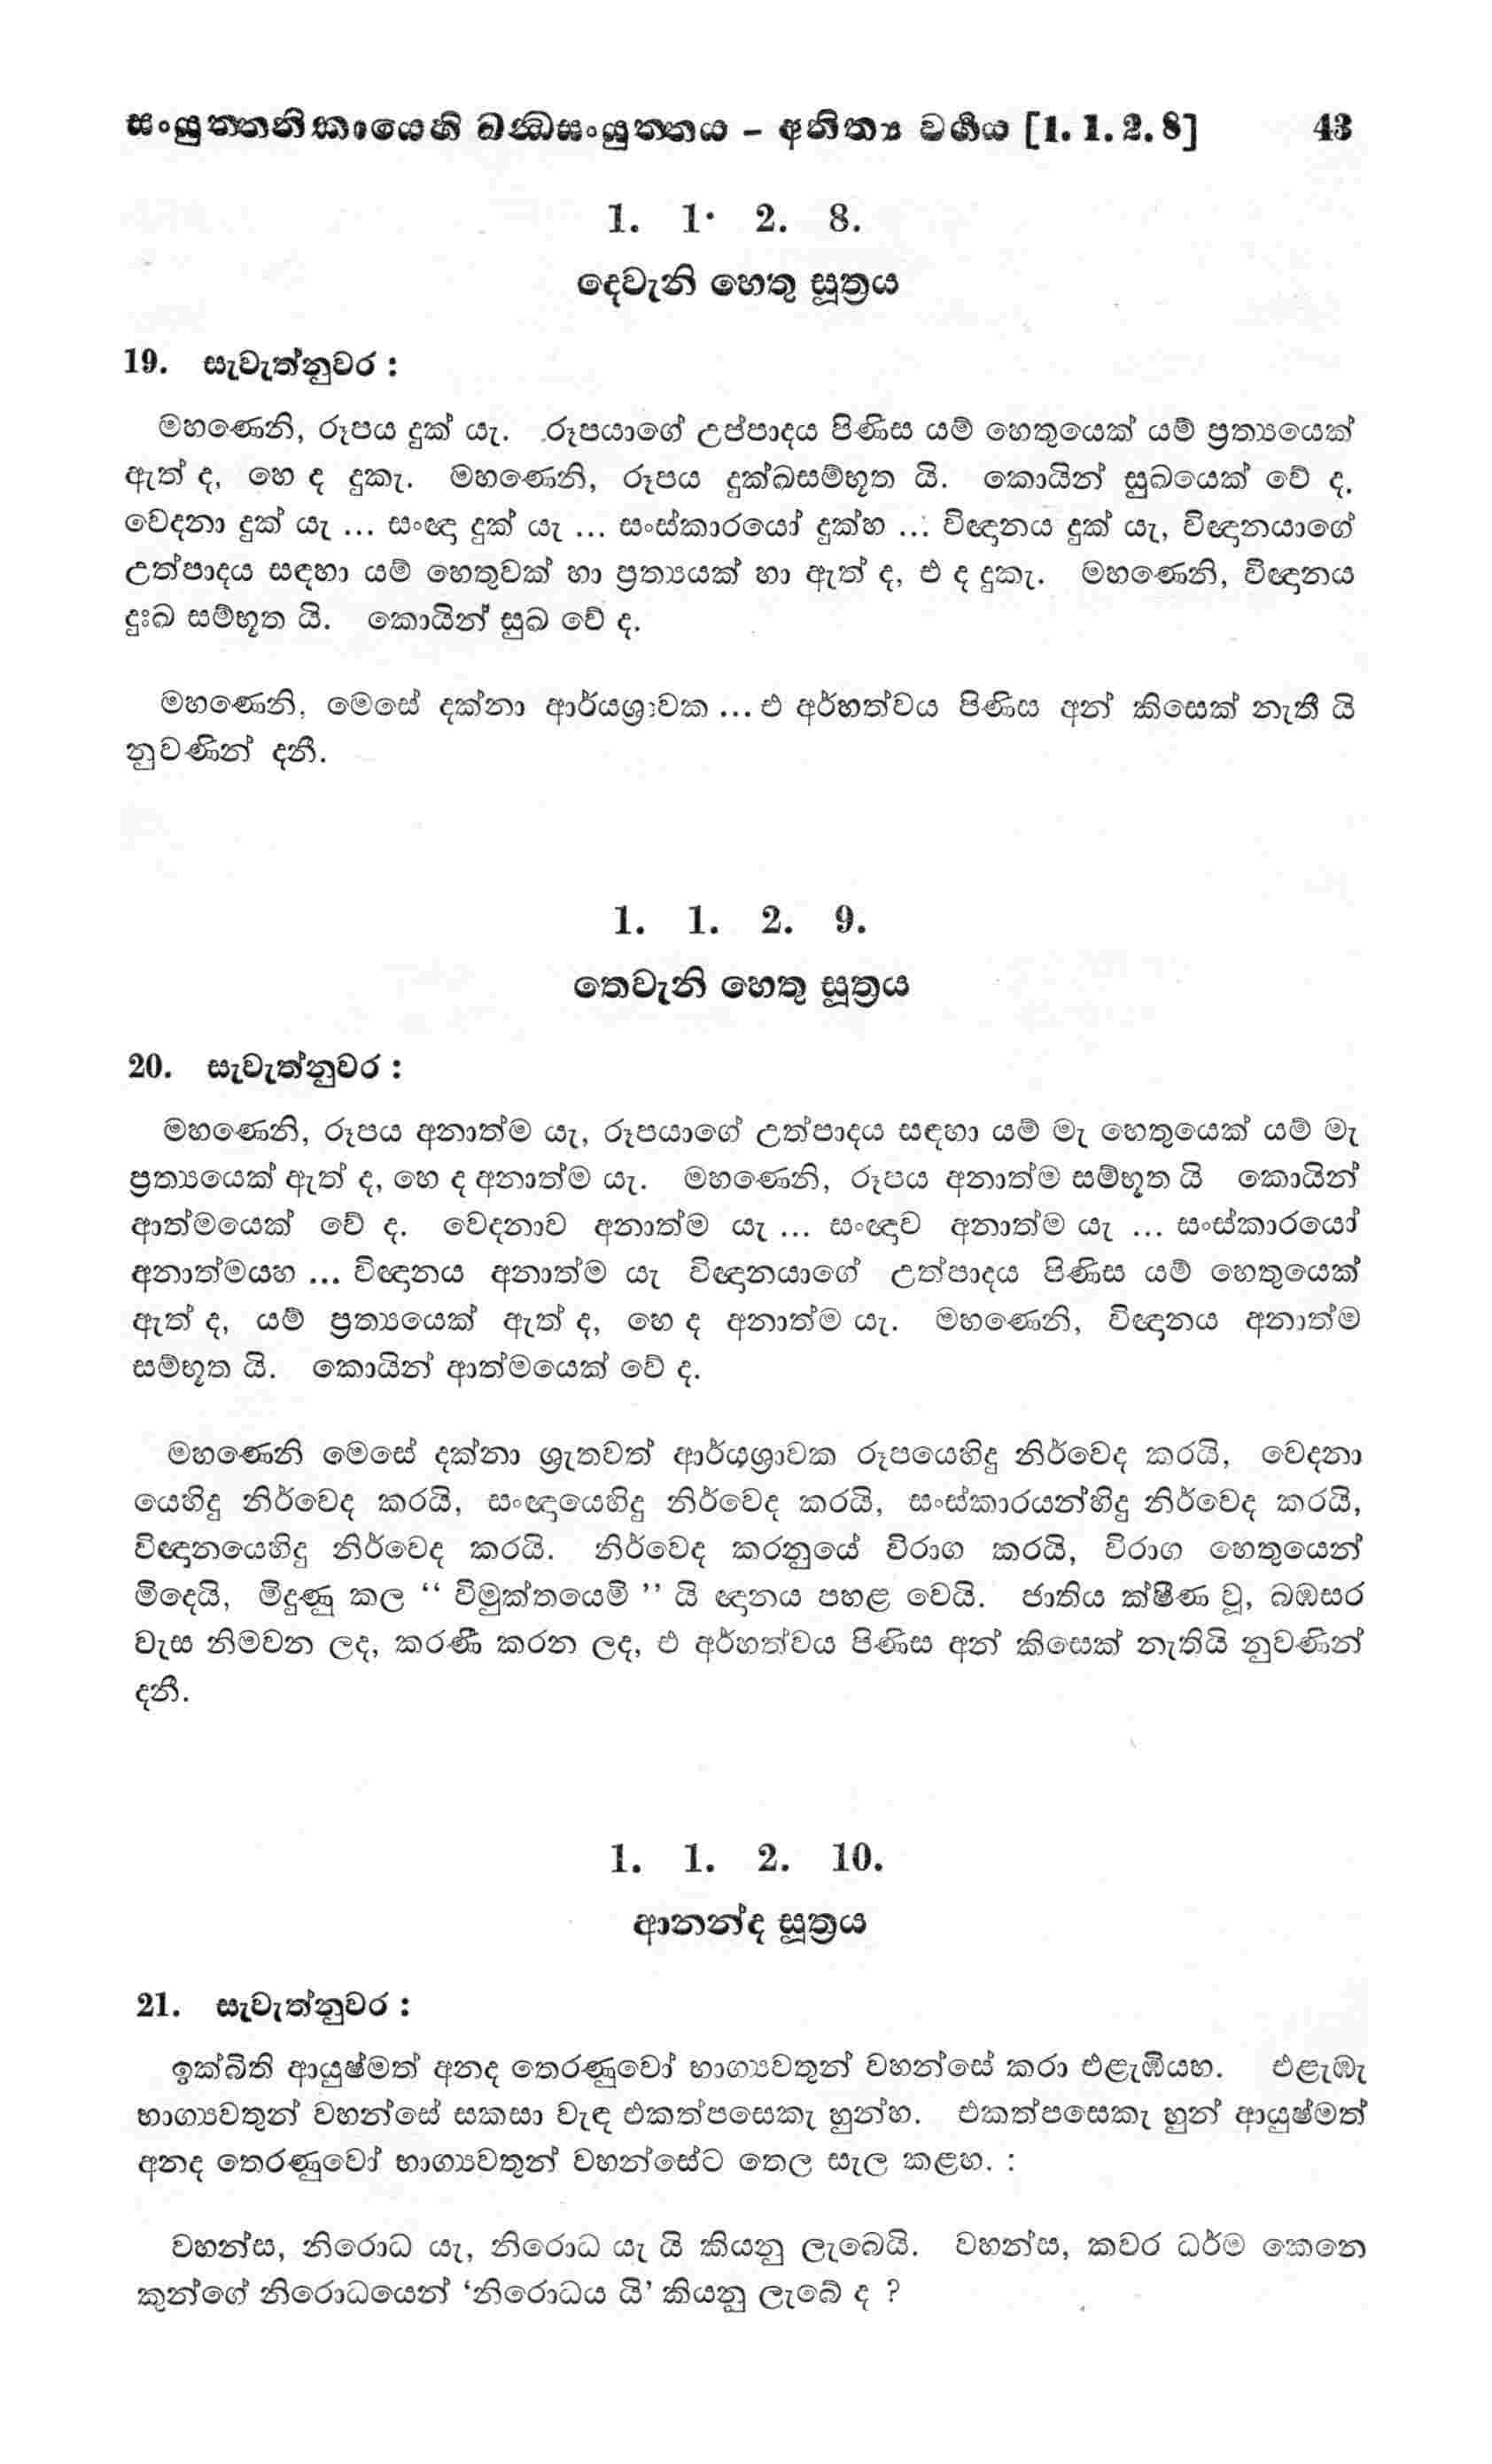 සංයුත්තනිකායෙහි ඛන්ධසංයුත්තය - අනිත්‍ය වර්ගය [1. 1. 2. 8] 43
1. 1. 2. 8.
දෙවැනි හෙතු සූත්‍රය
19. සැවැත්නුවර :
මහණෙනි, රූපය දුක් යැ. රූපයාගේ උප්පාදය පිණිස යම් හෙතුයෙක් යම් ප්‍රත්‍යයෙක්
ඇත් ද, හෙ ද දුකැ. මහණෙනි, රූපය දුක්ඛසම්භූත යි. කොයින් සුඛයෙක් වේ ද.
වෙදනා දුක් යැ ... සංඥා දුක් යැ ... සංස්කාරයෝ දුක්හ ... විඥානය දුක් යැ, විඥානයාගේ
උත්පාදය සඳහා යම් හෙතුවක් හා ප්‍රත්‍යයක් හා ඇත් ද, එ ද දුකැ. මහණෙනි, විඥානය
දුඃඛ සම්භූත යි. කොයින් සුඛ වේ ද.
මහණෙනි, මෙසේ දක්නා ආර්යශ්‍රාවක ... එ අර්හත්වය පිණිස අන් කිසෙක් නැතී යි
නුවණින් දනී.
1. 1. 2. 9.
තෙවැනි හෙතු සූත්‍රය
20. සැවැත්නුවර :
මහණෙනි, රූපය අනාත්ම යැ, රූපයාගේ උත්පාදය සඳහා යම් මැ හෙතුයෙක් යම් මැ
ප්‍රත්‍යයෙක් ඇත් ද, හෙ ද අනාත්ම යැ. මහණෙනි, රූපය අනාත්ම සම්භූත යි කොයින්
ආත්මයෙක් වේ ද. වෙදනාව අනාත්ම යැ ... සංඥාව අනාත්ම යැ ... සංස්කාරයෝ
අනාත්මයහ ... විඥානය අනාත්ම යැ විඥානයාගේ උත්පාදය පිණිස යම් හෙතුයෙක්
ඇත් ද, යම් ප්‍රත්‍යයෙක් ඇත් ද, හෙ ද අනාත්ම යැ. මහණෙනි, විඥානය අනාත්ම
සම්භූත යි. කොයින් ආත්මයෙක් වේ ද.
මහණෙනි මෙසේ දක්නා ශ්‍රැතවත් ආර්යශ්‍රාවක රූපයෙහිදු නිර්වෙද කරයි, වෙදනා
යෙහිදු නිර්වෙද කරයි, සංඥායෙහිදු නිර්වෙද කරයි, සංස්කාරයන්හිදු නිර්වෙද කරයි,
විඥානයෙහිදු නිර්වෙද කරයි. නිර්වෙද කරනුයේ විරාග කරයි, විරාග හෙතුයෙන්
මිදෙයි, මිදුණු කල “ විමුක්තයෙමි ” යි ඥානය පහළ වෙයි. ජාතිය ක්ෂීණ වූ, බඹසර
වැස නිමවන ලද, කරණී කරන ලද, එ අර්හත්වය පිණිස අන් කිසෙක් නැතියි නුවණින්
දනී.
1. 1. 2. 10.
ආනන්ද සූත්‍රය
21. සැවැත්නුවර :
ඉක්බිති ආයුෂ්මත් අනඳ තෙරණුවෝ භාග්‍යවතුන් වහන්සේ කරා එළැඹියහ. එළැඹැ
භාග්‍යවතුන් වහන්සේ සකසා වැඳ එකත්පසෙකැ හුන්හ. එකත්පසෙකැ හුන් ආයුෂ්මත්
අනඳ තෙරණුවෝ භාග්‍යවතුන් වහන්සේට තෙල සැල කළහ. :
වහන්ස, නිරොධ යැ, නිරොධ යැ යි කියනු ලැබෙයි. වහන්ස, කවර ධර්ම කෙනෙ
කුන්ගේ නිරොධයෙන් ‘නිරොධය යි’ කියනු ලැබේ ද ?